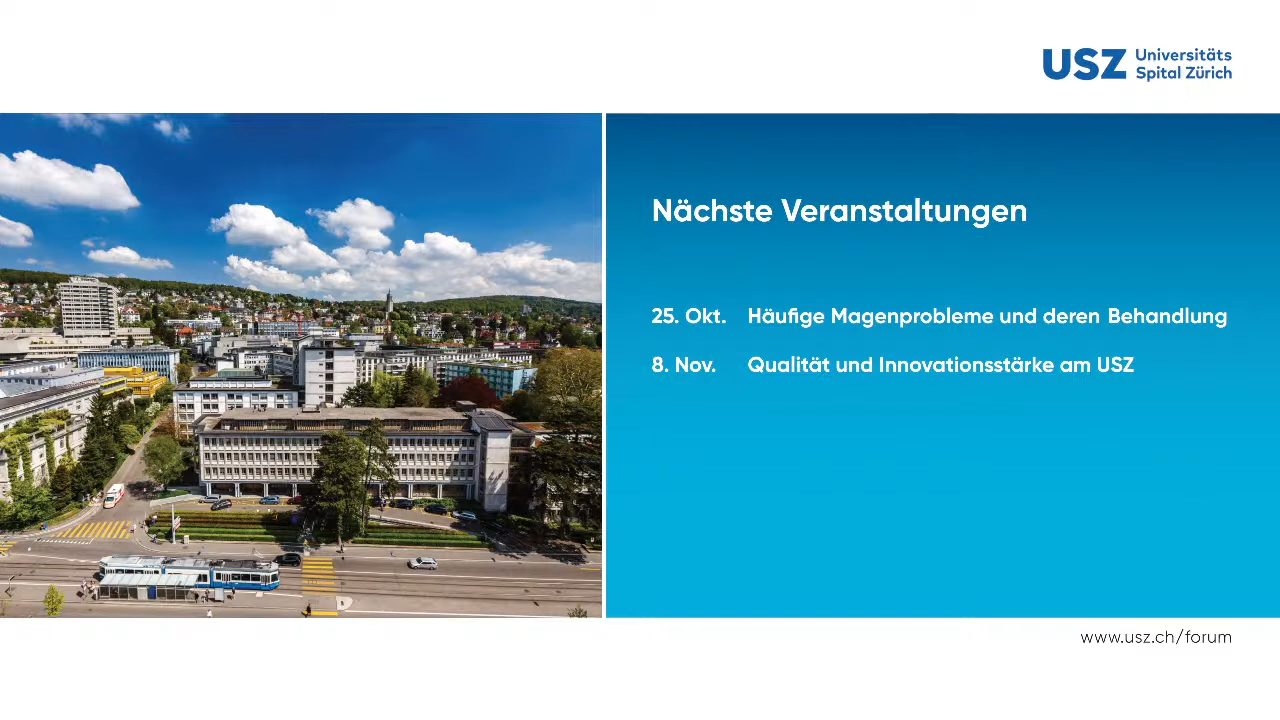 USZ Universitäts
Spital Zürich
Nächste Veranstaltungen
25. Okt. Häufige Magenprobleme und deren Behandlung
8. Nov. Qualität und Innovationsstärke am USZ
www.usz.ch/forum